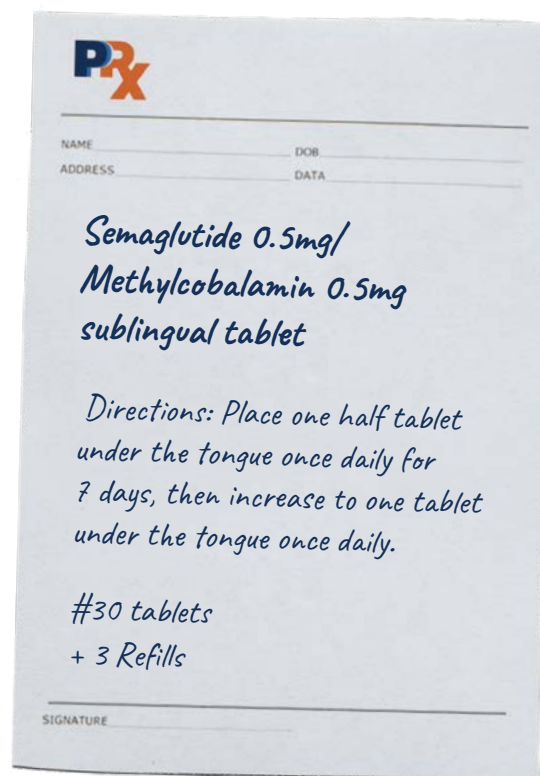 PRx
NAME
DOB
ADDRESS
DATA
Semaglutide 0.5mg/
Methylcobalamin 0.5mg
sublingual tablet
Directions: Place one half tablet
under the tongue once daily for
7 days, then increase to one tablet
under the tongue once daily.
#30 tablets
+ 3 Refills
SIGNATURE